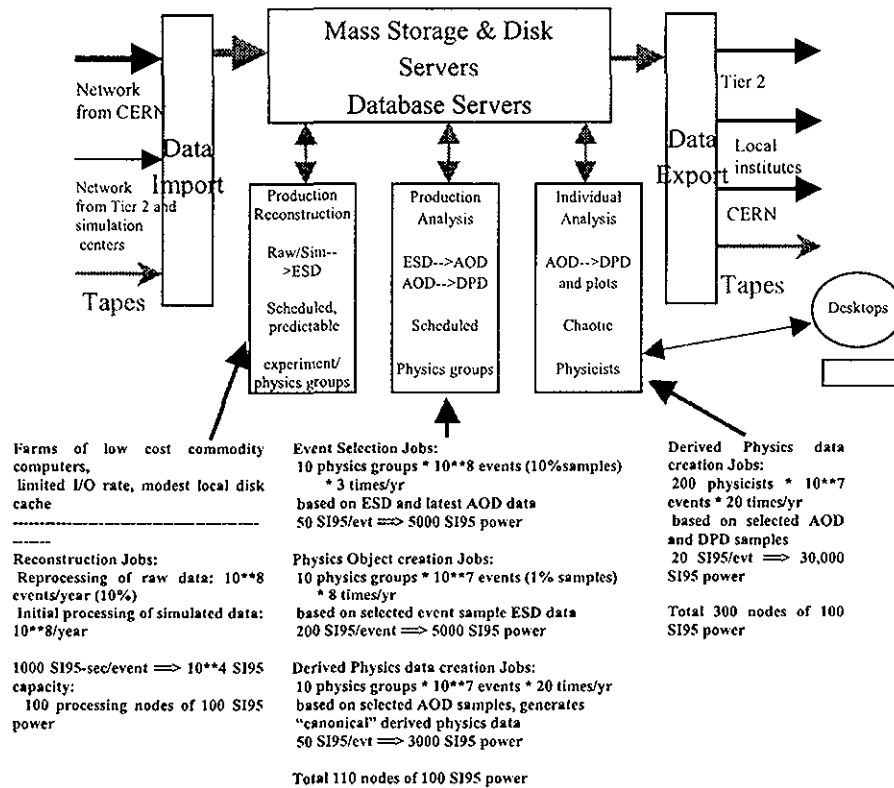 Mass Storage & Disk
Servers
Database Servers
Network
from CERN
Network
from Tier 2 and
simulation
centers
Tapes
Data
Import
Production
Reconstruction
Raw/Sim--
>ESD
Scheduled,
predictable
experiment/
physics groups
Production
Analysis
ESD-->AOD
AOD-->DPD
Scheduled
Physics groups
Individual
Analysis
AOD-->DPD
and plots
Chaotic
Physicists
Data
Export
Tier 2
Local
institutes
CERN
Tapes
Desktops
Farms of low cost commodity
computers,
limited I/O rate, modest local disk
cache
------------------------------------------
-------
Reconstruction Jobs:
Reprocessing of raw data: 10**8
events/year (10%)
Initial processing of simulated data:
10**8/year
1000 SI95-sec/event ==> 10**4 SI95
capacity:
100 processing nodes of 100 SI95
power
Event Selection Jobs:
10 physics groups * 10**8 events (10%samples)
* 3 times/yr
based on ESD and latest AOD data
50 SI95/evt ==> 5000 SI95 power
Physics Object creation Jobs:
10 physics groups * 10**7 events (1% samples)
* 8 times/yr
based on selected event sample ESD data
200 SI95/event ==> 5000 SI95 power
Derived Physics data creation Jobs:
10 physics groups * 10**7 events * 20 times/yr
based on selected AOD samples, generates
"canonical" derived physics data
50 SI95/evt ==> 3000 SI95 power
Total 110 nodes of 100 SI95 power
Derived Physics data
creation Jobs:
200 physicists * 10**7
events * 20 times/yr
based on selected AOD
and DPD samples
20 SI95/evt ==> 30,000
SI95 power
Total 300 nodes of 100
SI95 power